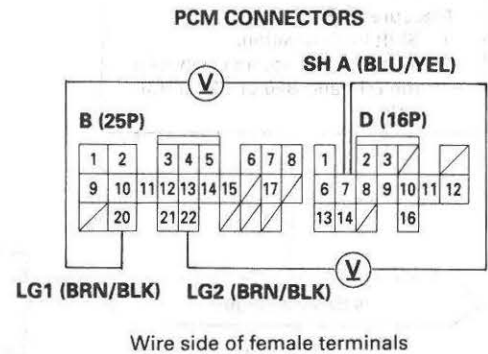 PCM CONNECTORS
SH A (BLU/YEL)
V
B (25P)
D (16P)
1 2 3 4 5 6 7 8 1 2 3
9 10 11 12 13 14 15 17 6 7 8 9 10 11 12
20 21 22 13 14 16
V
LG1 (BRN/BLK) LG2 (BRN/BLK)
Wire side of female terminals